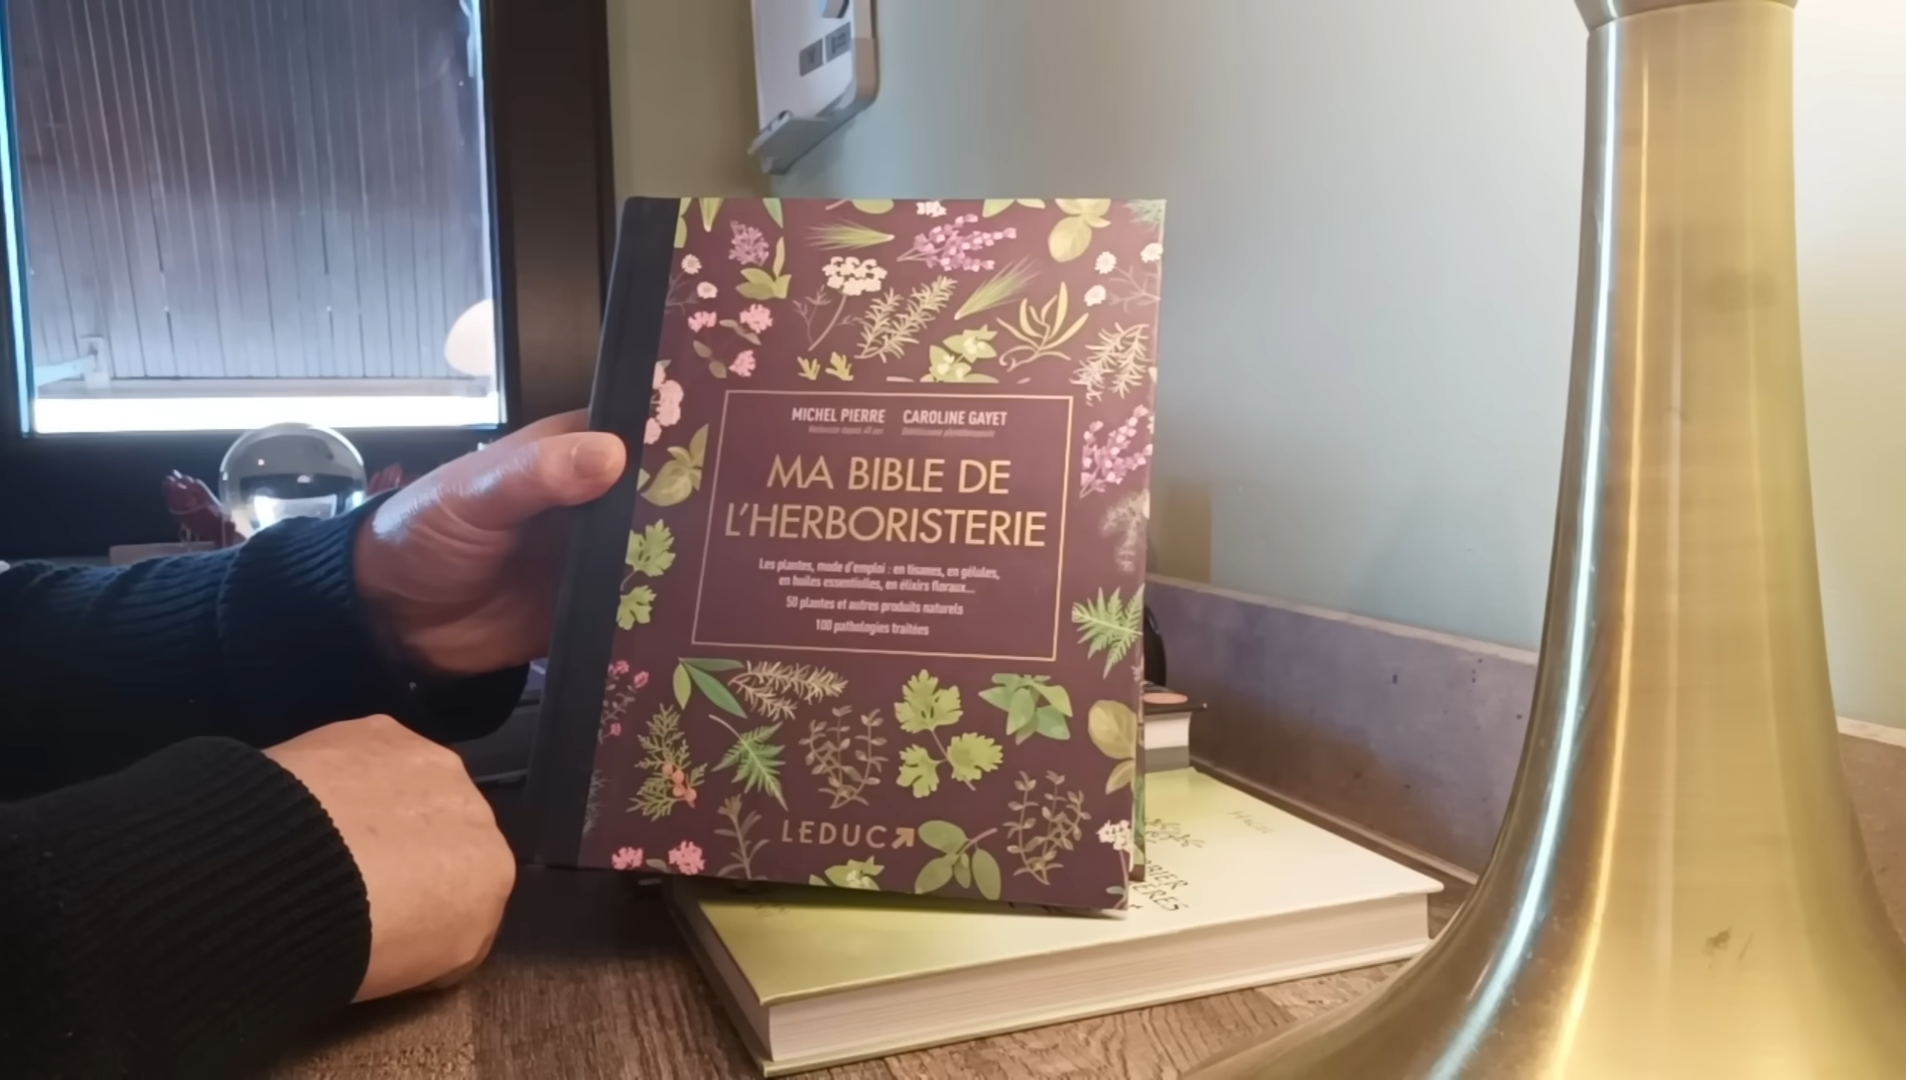 MICHEL PIERRE CAROLINE GAYET
MA BIBLE DE
L'HERBORISTERIE
Les plantes, mode d'emploi : en tisanes, en gélules,
en huiles essentielles, en élixirs floraux...
50 plantes et autres produits naturels
100 pathologies traitées
LEDUC